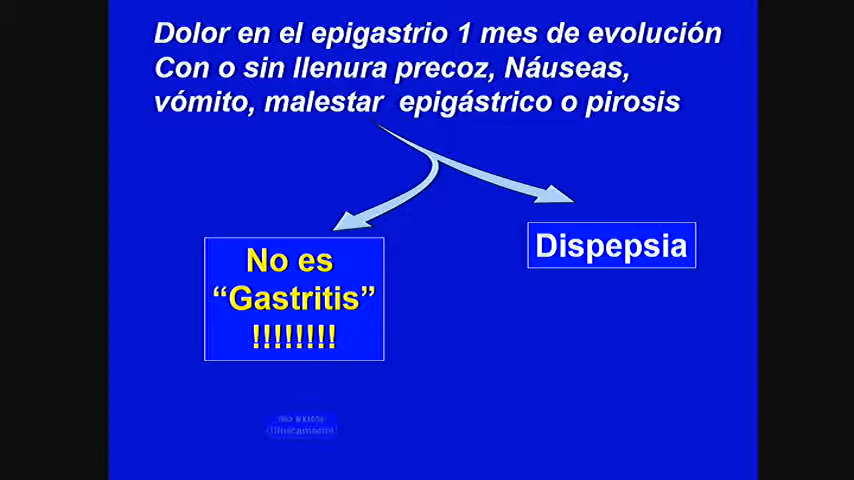 Dolor en el epigastrio 1 mes de evolución
Con o sin llenura precoz, Náuseas,
vómito, malestar epigástrico o pirosis
No es
“Gastritis”
!!!!!!!!
Dispepsia